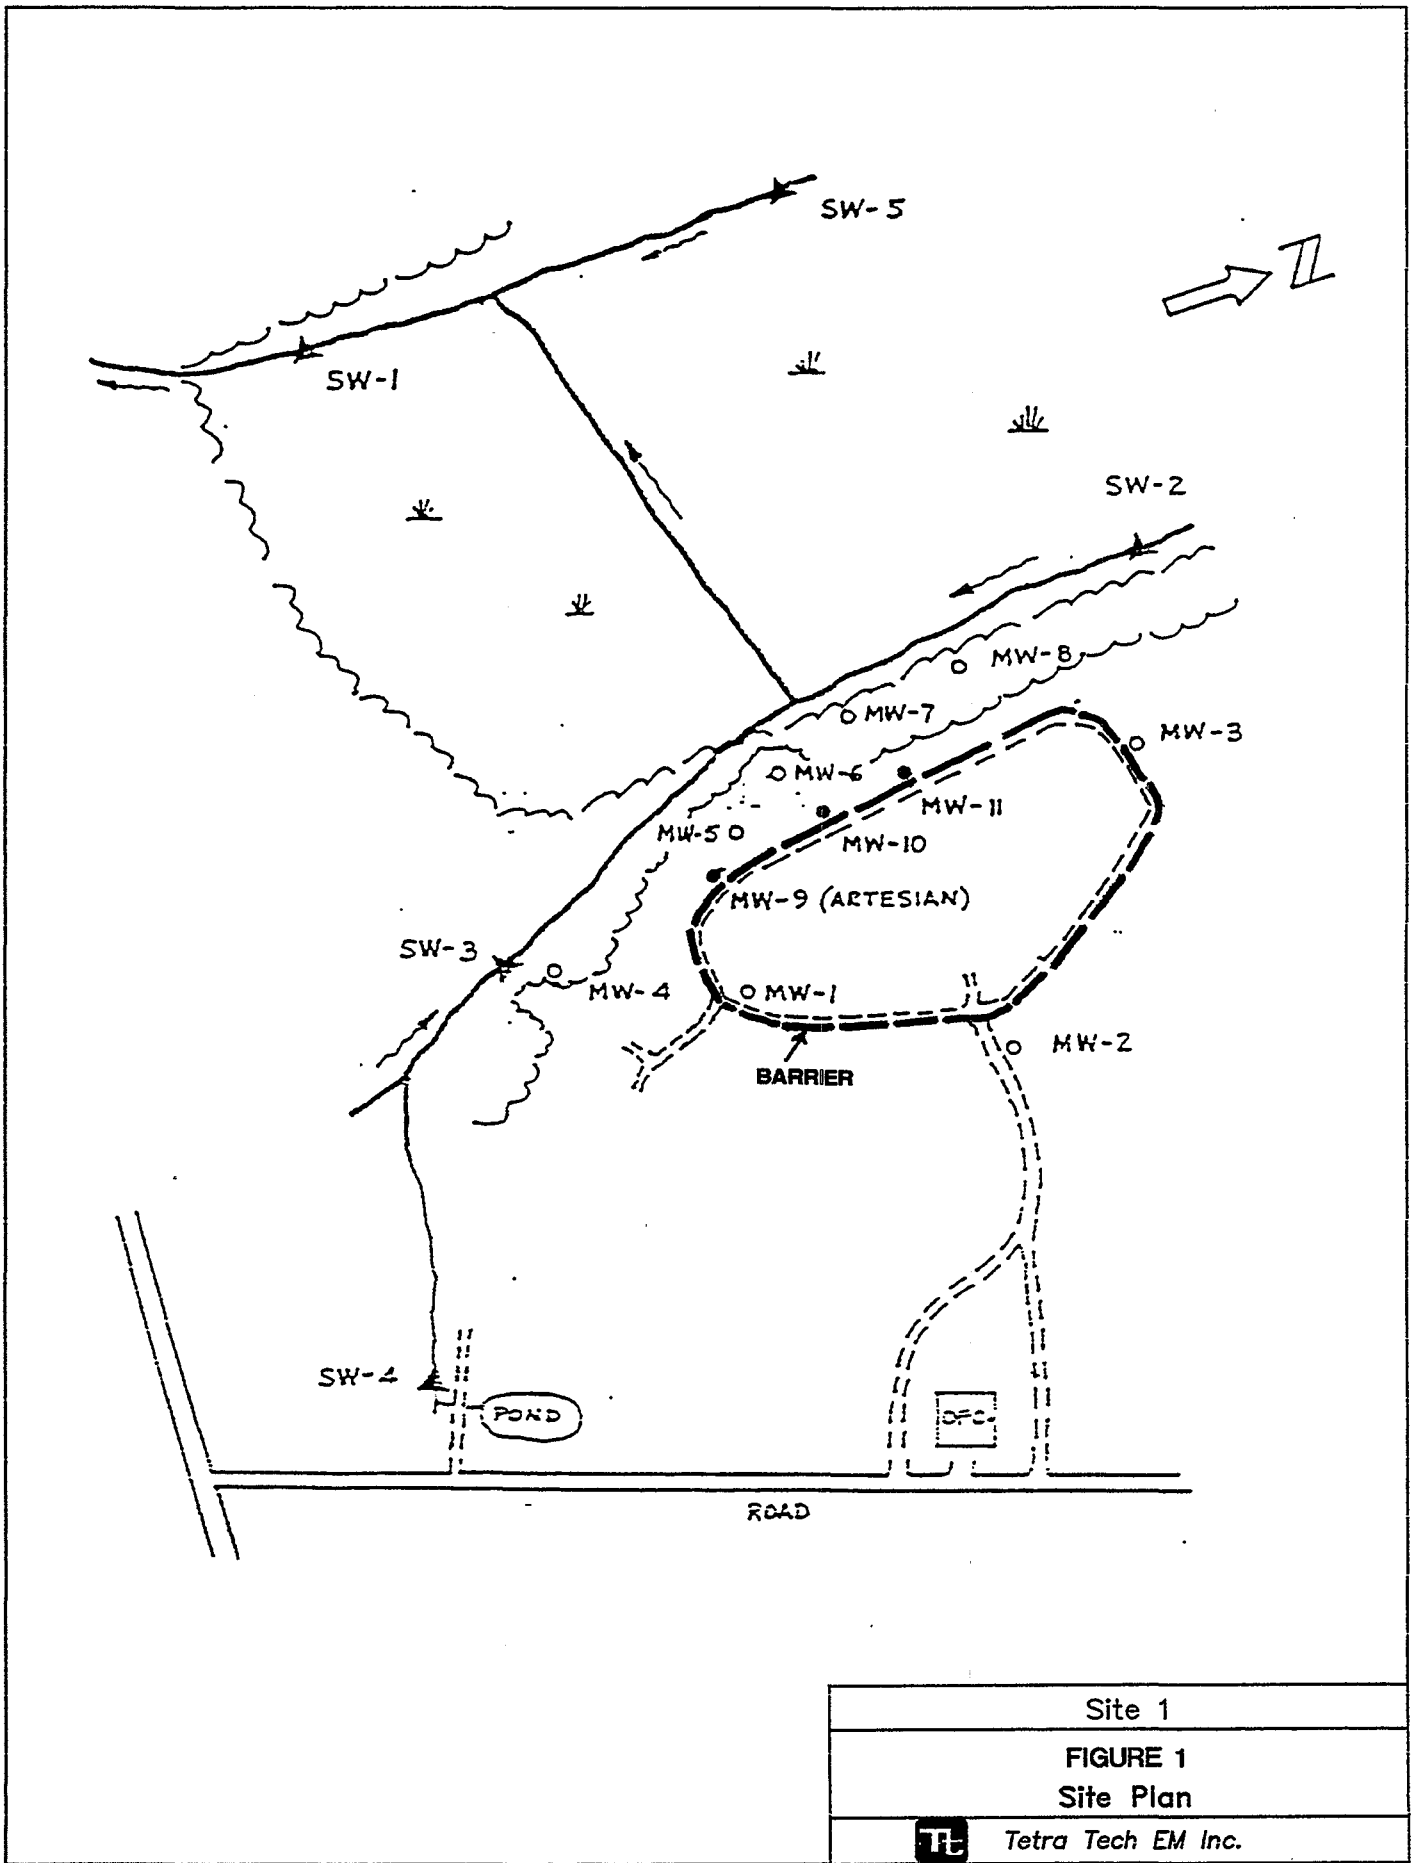 SW-5
N
SW-1
SW-2
MW-8
MW-7
MW-3
MW-6
MW-11
MW-5
MW-10
MW-9 (ARTESIAN)
SW-3
MW-4
MW-1
MW-2
BARRIER
SW-4
POND
OFC.
ROAD
Site 1
FIGURE 1
Site Plan
Tt
Tetra Tech EM Inc.